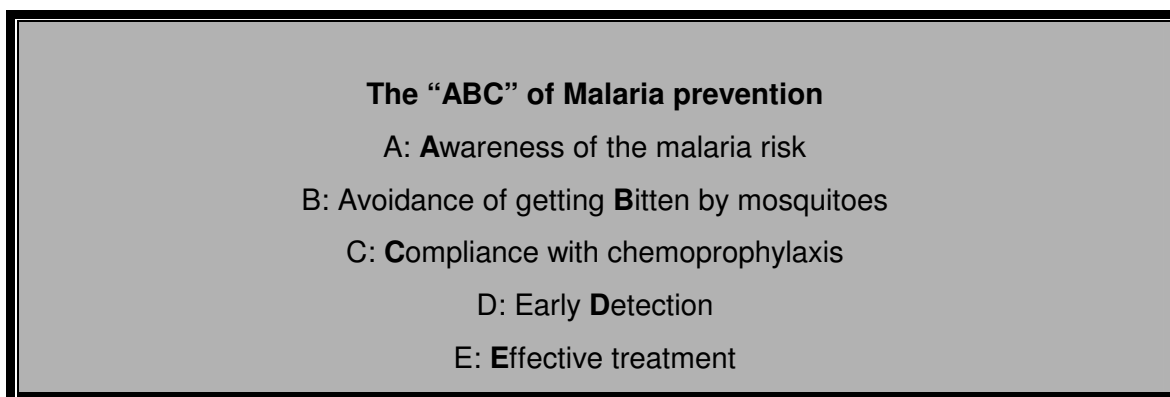 The “ABC” of Malaria prevention
A: Awareness of the malaria risk
B: Avoidance of getting Bitten by mosquitoes
C: Compliance with chemoprophylaxis
D: Early Detection
E: Effective treatment